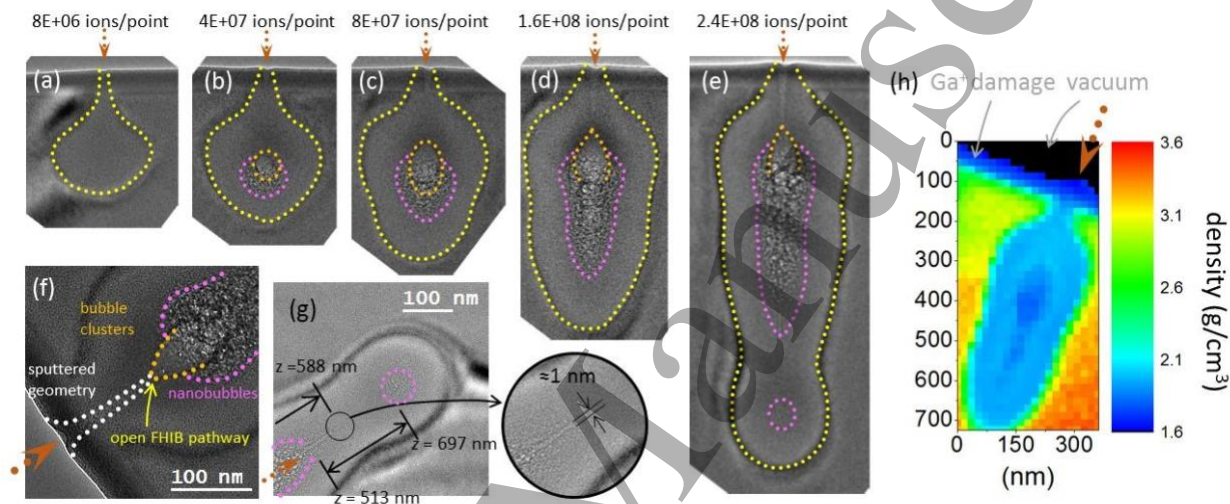 8E+06 ions/point 4E+07 ions/point 8E+07 ions/point 1.6E+08 ions/point 2.4E+08 ions/point
(a) (b) (c) (d) (e) (h)
Ga+ damage vacuum
0
100
200
300
400
500
600
700
0 150 300
(nm)
3.6
3.1
2.6
2.1
1.6
density (g/cm³)
(f)
bubble
clusters
sputtered
geometry
nanobubbles
open FHIB pathway
100 nm
(g)
100 nm
z =588 nm
z = 697 nm
z = 513 nm
≈1 nm
Manus